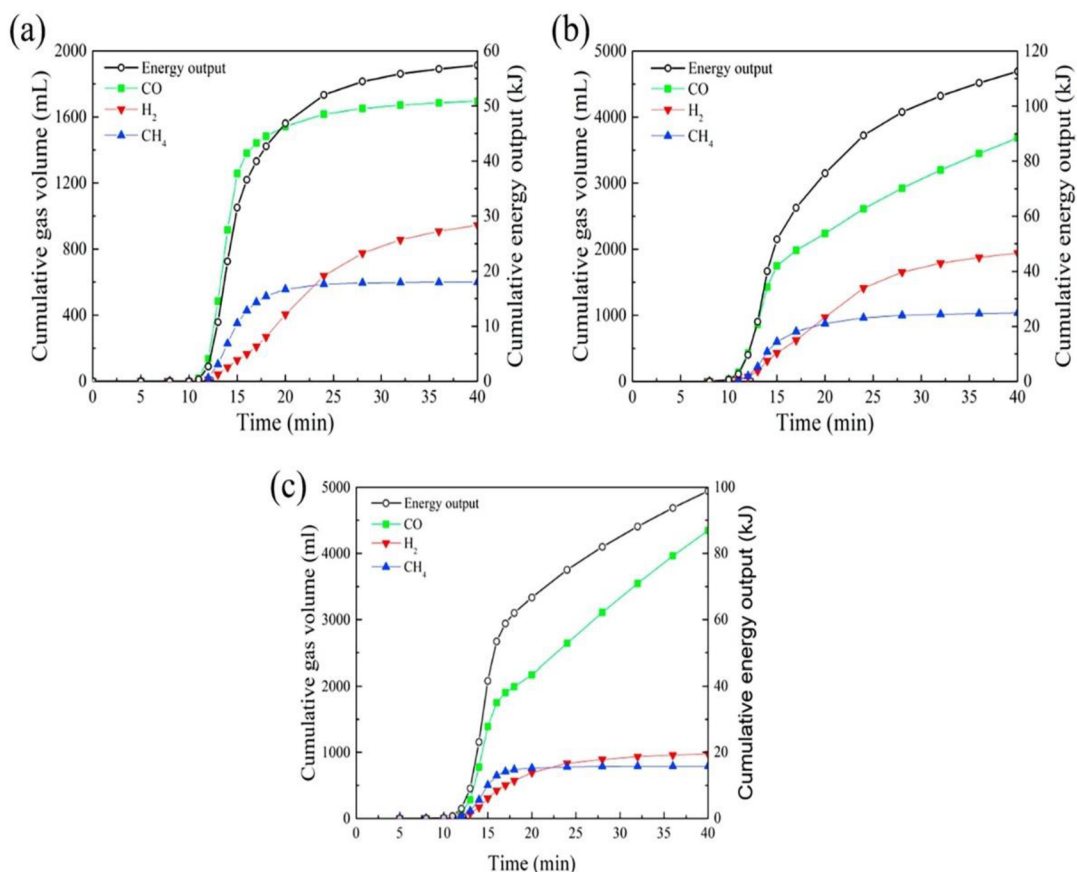 (a)
2000
1600
1200
800
400
0
Cumulative gas volume (mL)
Energy output
CO
H₂
CH₄
60
50
40
30
20
10
0
Cumulative energy output (kJ)
0 5 10 15 20 25 30 35 40
Time (min)
(b)
5000
4000
3000
2000
1000
0
Cumulative gas volume (mL)
Energy output
CO
H₂
CH₄
120
100
80
60
40
20
0
Cumulative energy output (kJ)
0 5 10 15 20 25 30 35 40
Time (min)
(c)
5000
4000
3000
2000
1000
0
Cumulative gas volume (ml)
Energy output
CO
H₂
CH₄
100
80
60
40
20
0
Cumulative energy output (kJ)
0 5 10 15 20 25 30 35 40
Time (min)